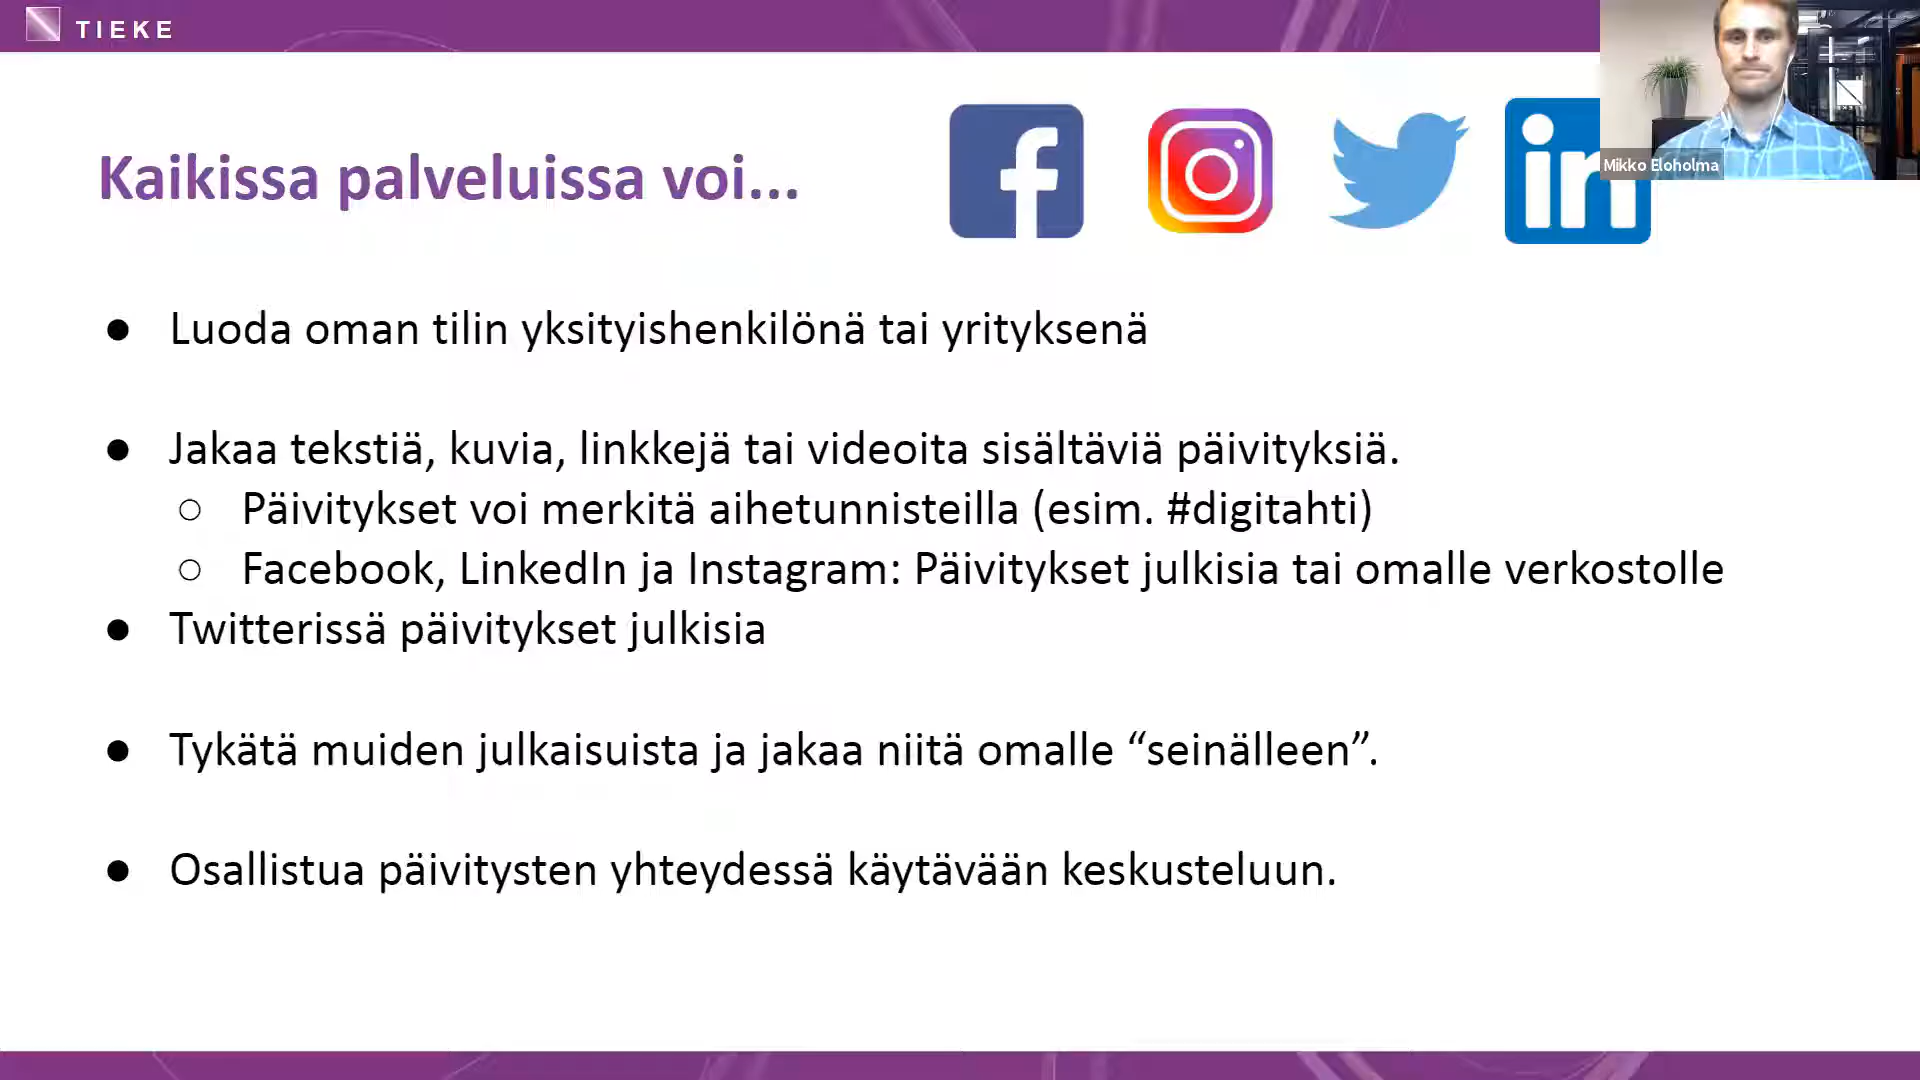 TIEKE
Mikko Eloholma
Kaikissa palveluissa voi...
in
● Luoda oman tilin yksityishenkilönä tai yrityksenä
● Jakaa tekstiä, kuvia, linkkejä tai videoita sisältäviä päivityksiä.
○ Päivitykset voi merkitä aihetunnisteilla (esim. #digitahti)
○ Facebook, LinkedIn ja Instagram: Päivitykset julkisia tai omalle verkostolle
● Twitterissä päivitykset julkisia
● Tykätä muiden julkaisuista ja jakaa niitä omalle “seinälleen”.
● Osallistua päivitysten yhteydessä käytävään keskusteluun.